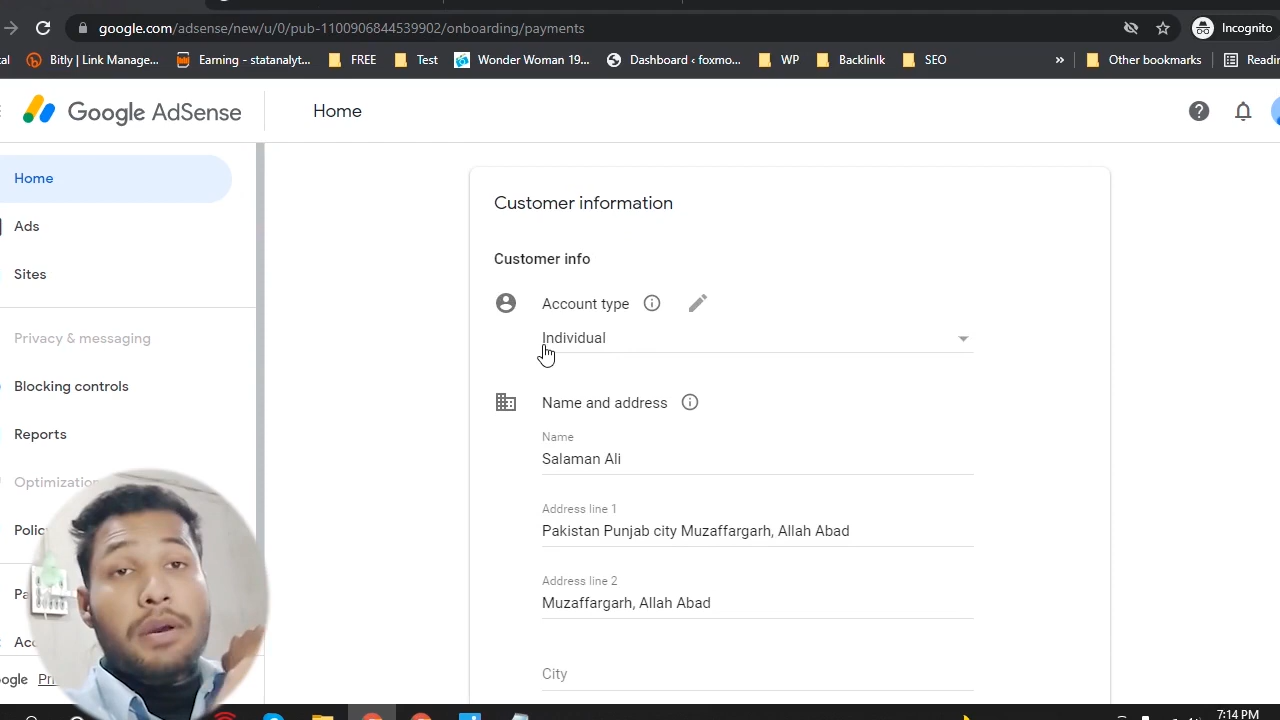 google.com/adsense/new/u/0/pub-1100906844539902/onboarding/payments
Incognito
Bitly | Link Manage...
Earning - statanalyt...
FREE
Test
Wonder Woman 19...
Dashboard ‹ foxmo...
WP
Backlinlk
SEO
»
Other bookmarks
Google AdSense
Home
Home
Ads
Sites
Privacy & messaging
Blocking controls
Reports
Customer information
Customer info
Account type
Individual
Name and address
Name
Salaman Ali
Address line 1
Pakistan Punjab city Muzaffargarh, Allah Abad
Address line 2
Muzaffargarh, Allah Abad
City
7:14 PM